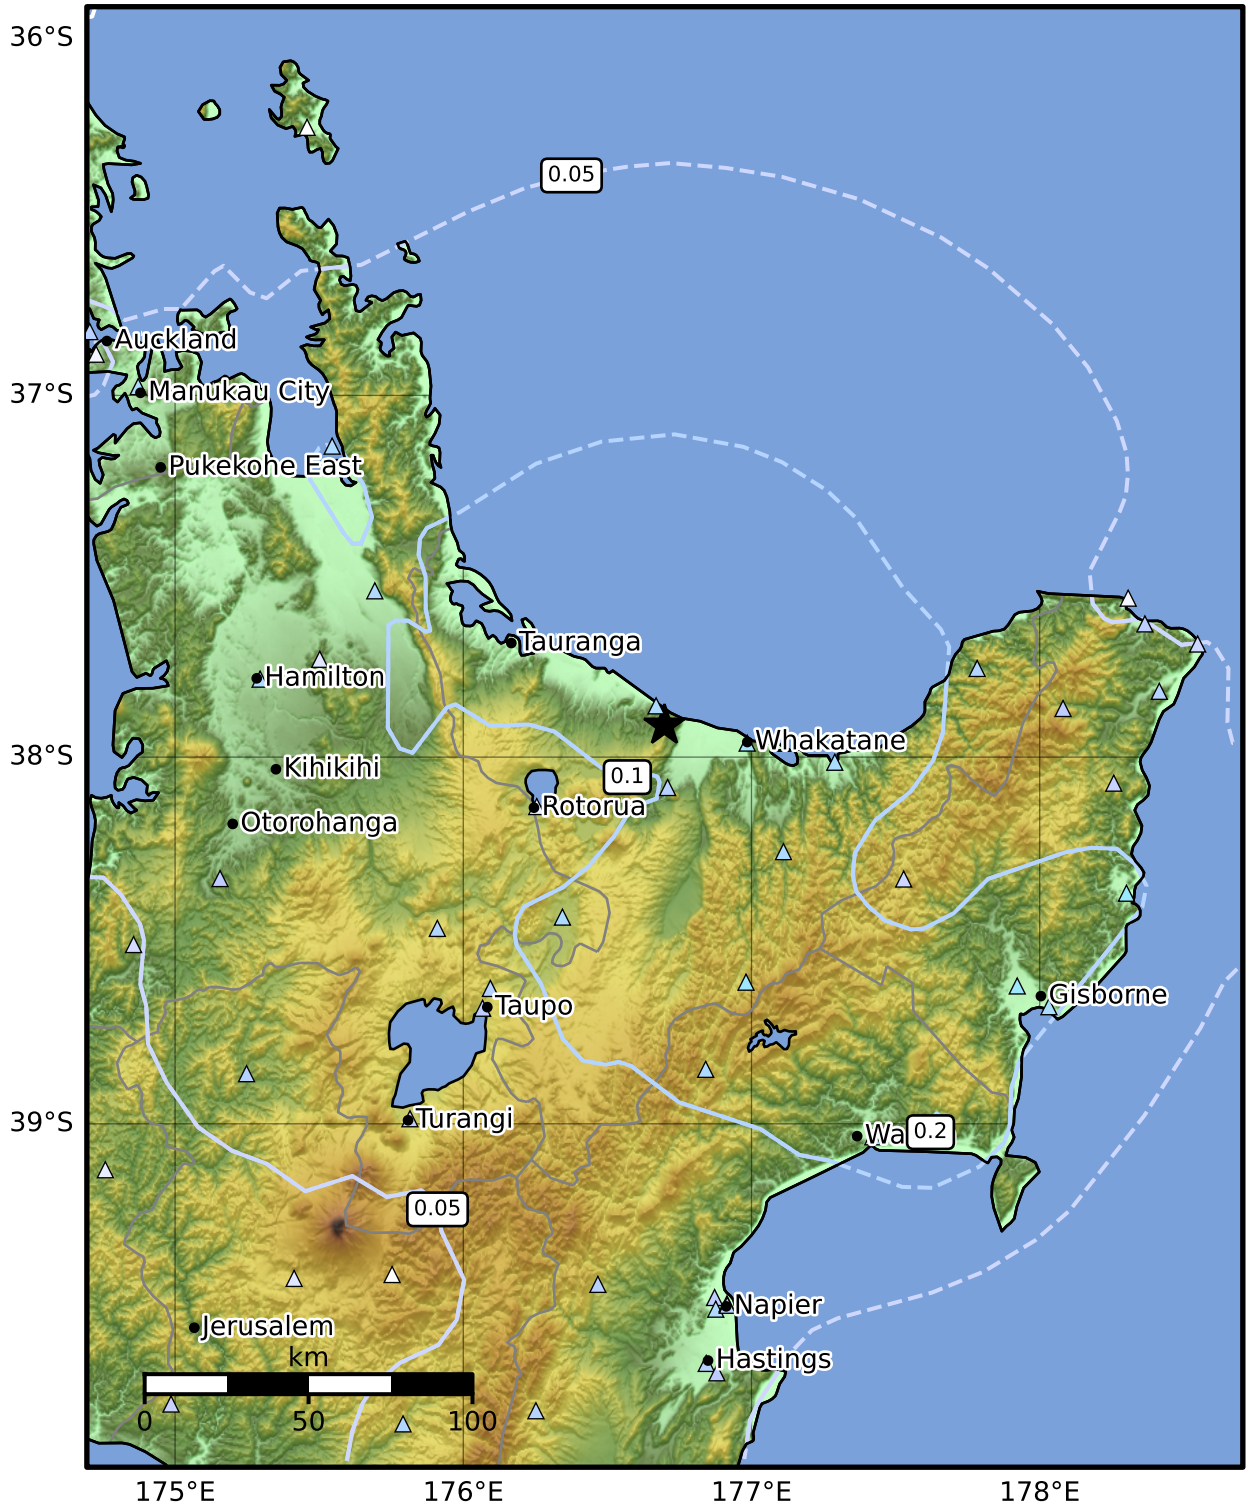 36°S
0.05
Auckland
37°S
Manukau City
Pukekohe East
Tauranga
Hamilton
38°S
Whakatane
Kihikihi
0.1
Rotorua
Otorohanga
Taupo
Gisborne
39°S
Turangi
Wa
0.2
0.05
Napier
Jerusalem
km
Hastings
0 50 100
175°E 176°E 177°E 178°E